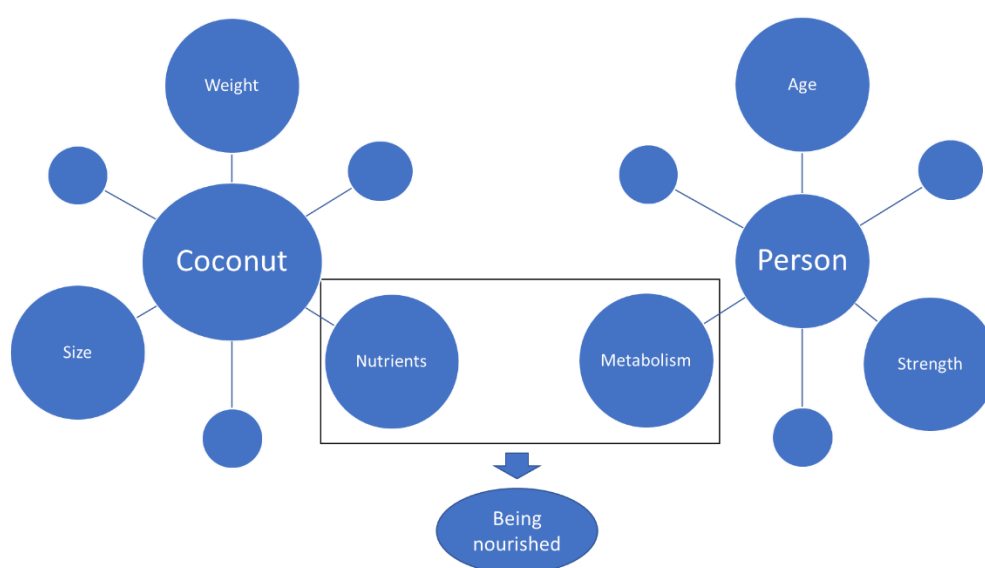 Weight
Age
Coconut
Person
Size
Nutrients
Metabolism
Strength
Being
nourished